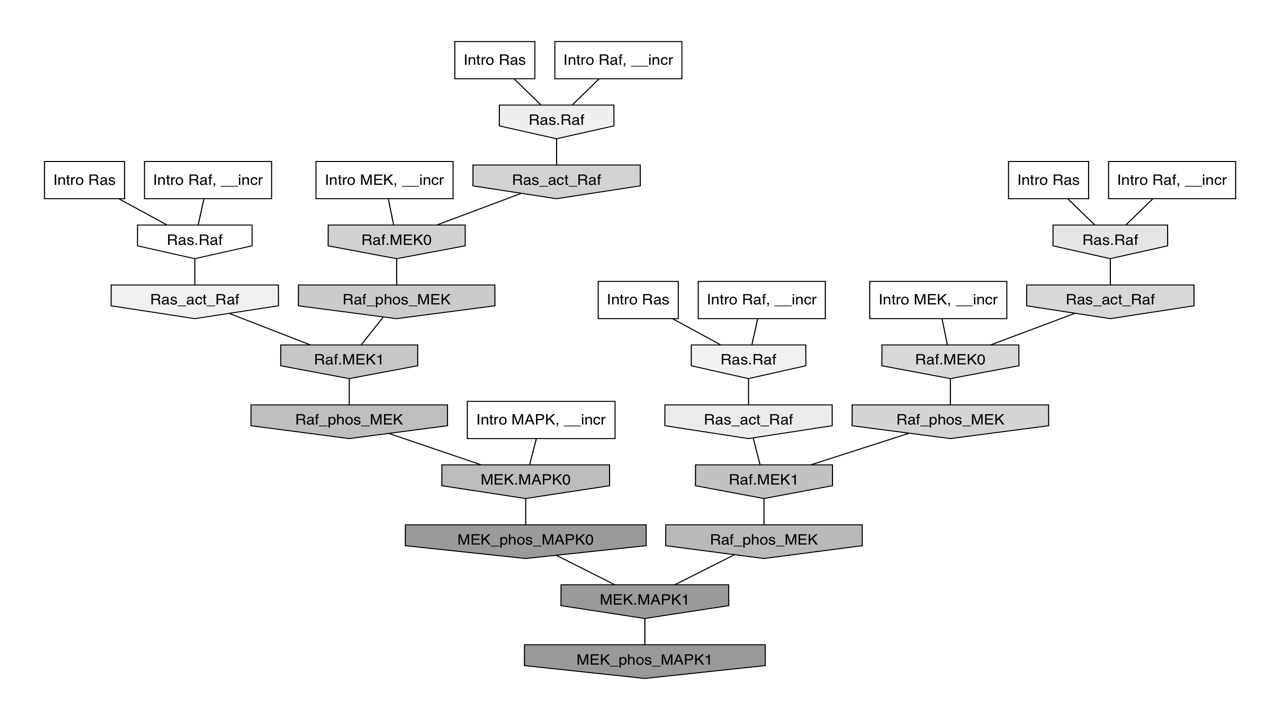 Intro Ras
Intro Raf, __incr
Ras.Raf
Intro Ras
Intro Raf, __incr
Intro MEK, __incr
Ras_act_Raf
Intro Ras
Intro Raf, __incr
Ras.Raf
Raf.MEK0
Ras.Raf
Ras_act_Raf
Raf_phos_MEK
Intro Ras
Intro Raf, __incr
Intro MEK, __incr
Ras_act_Raf
Raf.MEK1
Ras.Raf
Raf.MEK0
Raf_phos_MEK
Intro MAPK, __incr
Ras_act_Raf
Raf_phos_MEK
MEK.MAPK0
Raf.MEK1
MEK_phos_MAPK0
Raf_phos_MEK
MEK.MAPK1
MEK_phos_MAPK1